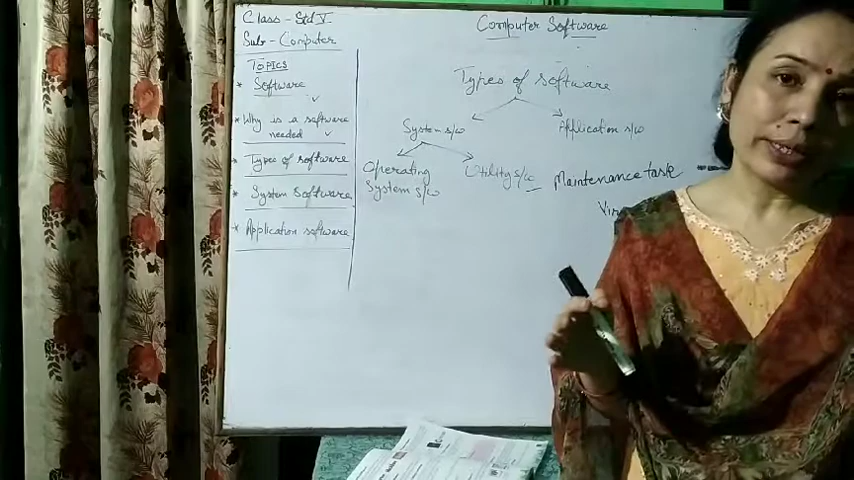 Class - Std V
Sub - Computer
Topics
* Software
* Why is a software
needed
* Types of software
* System Software
* Application software
Computer Software
Types of software
System s/w
Application s/w
Operating
System s/w
Utility s/w
Maintenance task